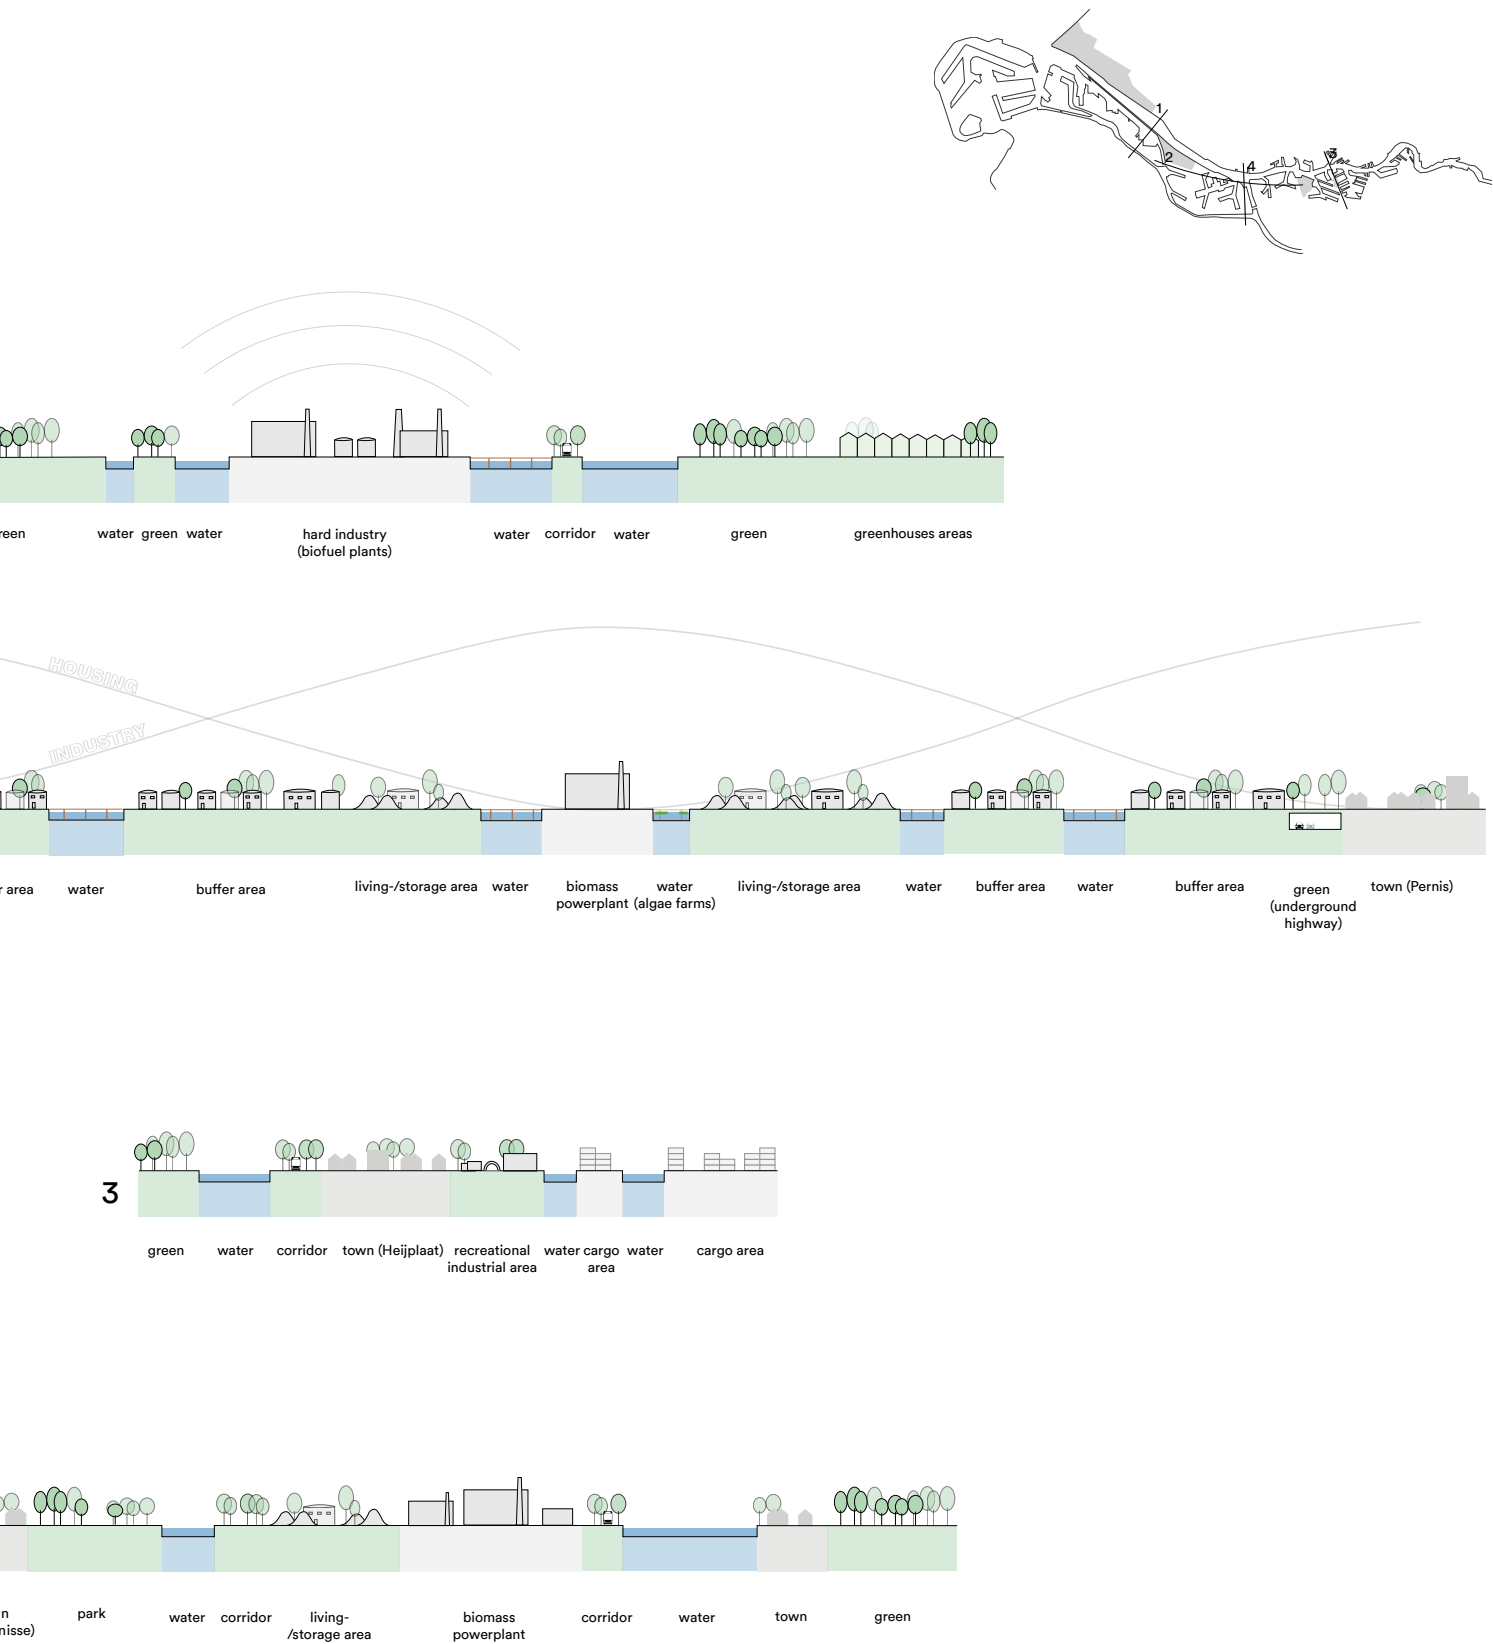 1
2
3
4
reen
water
green
water
hard industry
(biofuel plants)
water
corridor
water
green
greenhouses areas
HOUSING
INDUSTRY
r area
water
buffer area
living-/storage area
water
biomass
powerplant
water
(algae farms)
living-/storage area
water
buffer area
water
buffer area
green
(underground
highway)
town (Pernis)
3
green
water
corridor
town (Heijplaat)
recreational
industrial area
water
cargo
area
water
cargo area
n
nisse)
park
water
corridor
living-
/storage area
biomass
powerplant
corridor
water
town
green